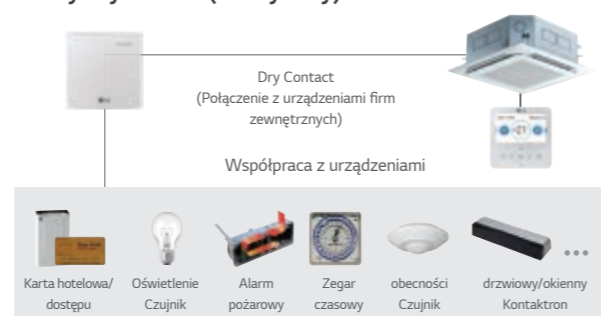 Dry Contact
(Połączenie z urządzeniami firm
zewnętrznych)
Współpraca z urządzeniami
Karta hotelowa/
dostępu
Oświetlenie
Czujnik
Alarm
pożarowy
Zegar
czasowy
obecności
Czujnik
drzwiowy/okienny
Kontaktron